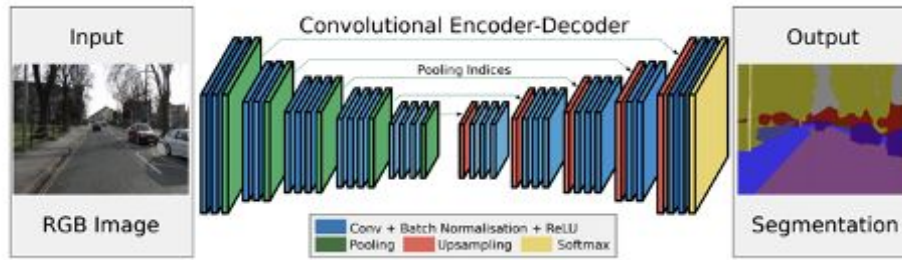 Input
Convolutional Encoder-Decoder
Output
Pooling Indices
RGB Image
Segmentation
Conv + Batch Normalisation + ReLU
Pooling
Upsampling
Softmax